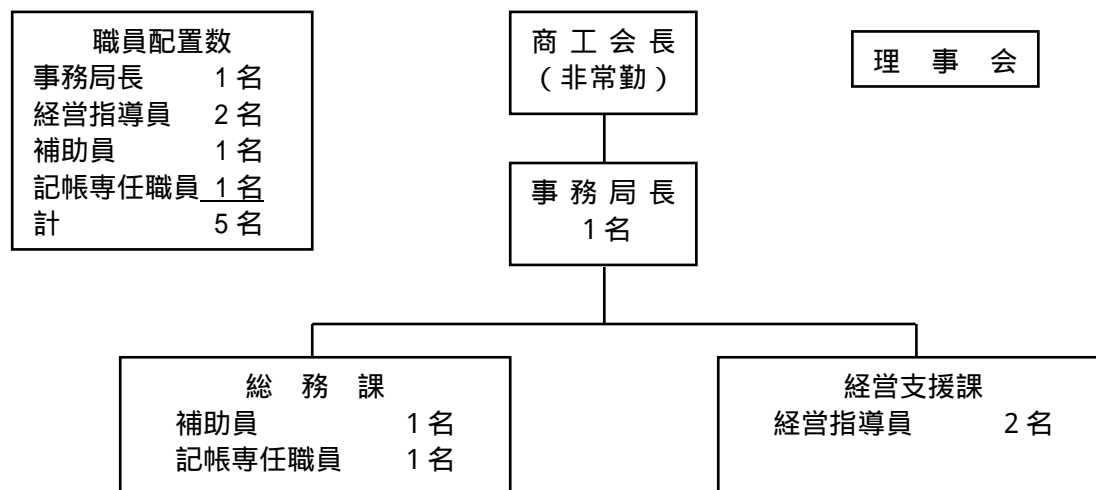 職員配置数
事務局長 1名
経営指導員 2名
補助員 1名
記帳専任職員 1名
計 5名
商工会長
(非常勤)
理事会
事務局長
1名
総務課
補助員 1名
記帳専任職員 1名
経営支援課
経営指導員 2名